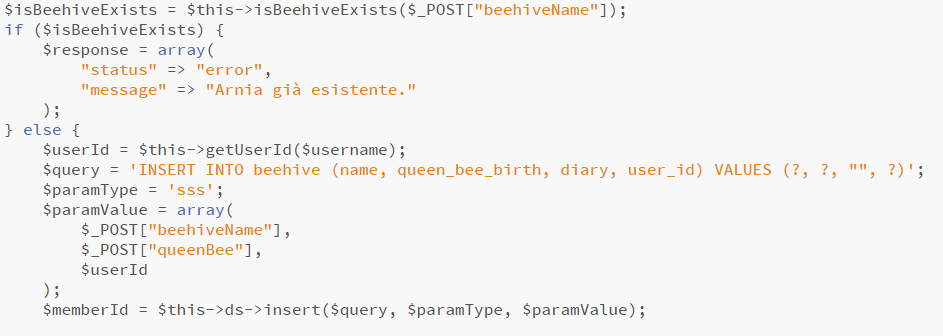 $isBeehiveExists = $this->isBeehiveExists($_POST["beehiveName"]);
if ($isBeehiveExists) {
    $response = array(
        "status" => "error",
        "message" => "Arnia già esistente."
    );
} else {
    $userId = $this->getUserId($username);
    $query = 'INSERT INTO beehive (name, queen_bee_birth, diary, user_id) VALUES (?, ?, "", ?)';
    $paramType = 'sss';
    $paramValue = array(
        $_POST["beehiveName"],
        $_POST["queenBee"],
        $userId
    );
    $memberId = $this->ds->insert($query, $paramType, $paramValue);